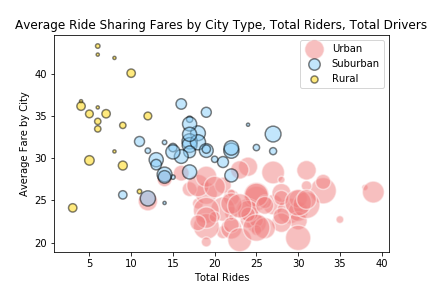 Average Ride Sharing Fares by City Type, Total Riders, Total Drivers
Urban
Suburban
Rural
Average Fare by City
40
35
30
25
20
5
10
15
20
25
30
35
40
Total Rides